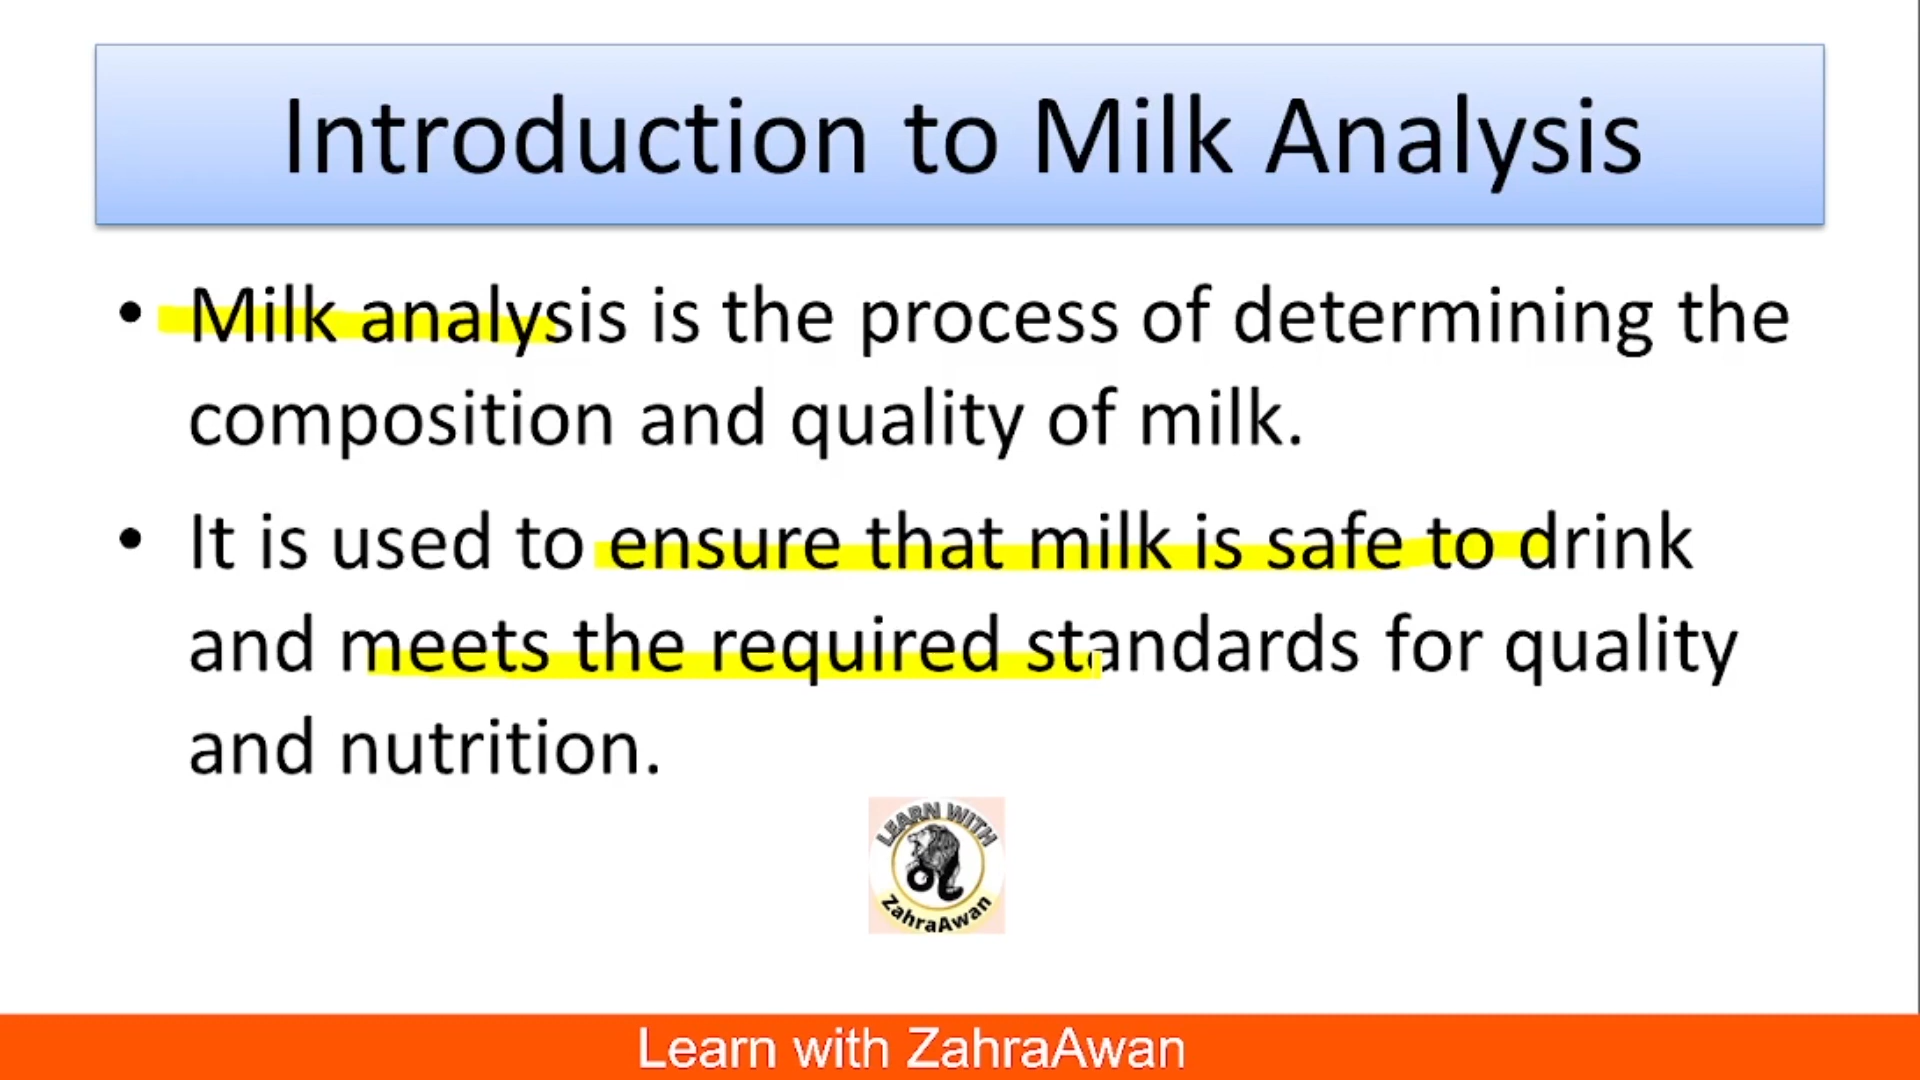 Introduction to Milk Analysis
• Milk analysis is the process of determining the
composition and quality of milk.
• It is used to ensure that milk is safe to drink
and meets the required standards for quality
and nutrition.
LEARN WITH
ZahraAwan
Learn with ZahraAwan